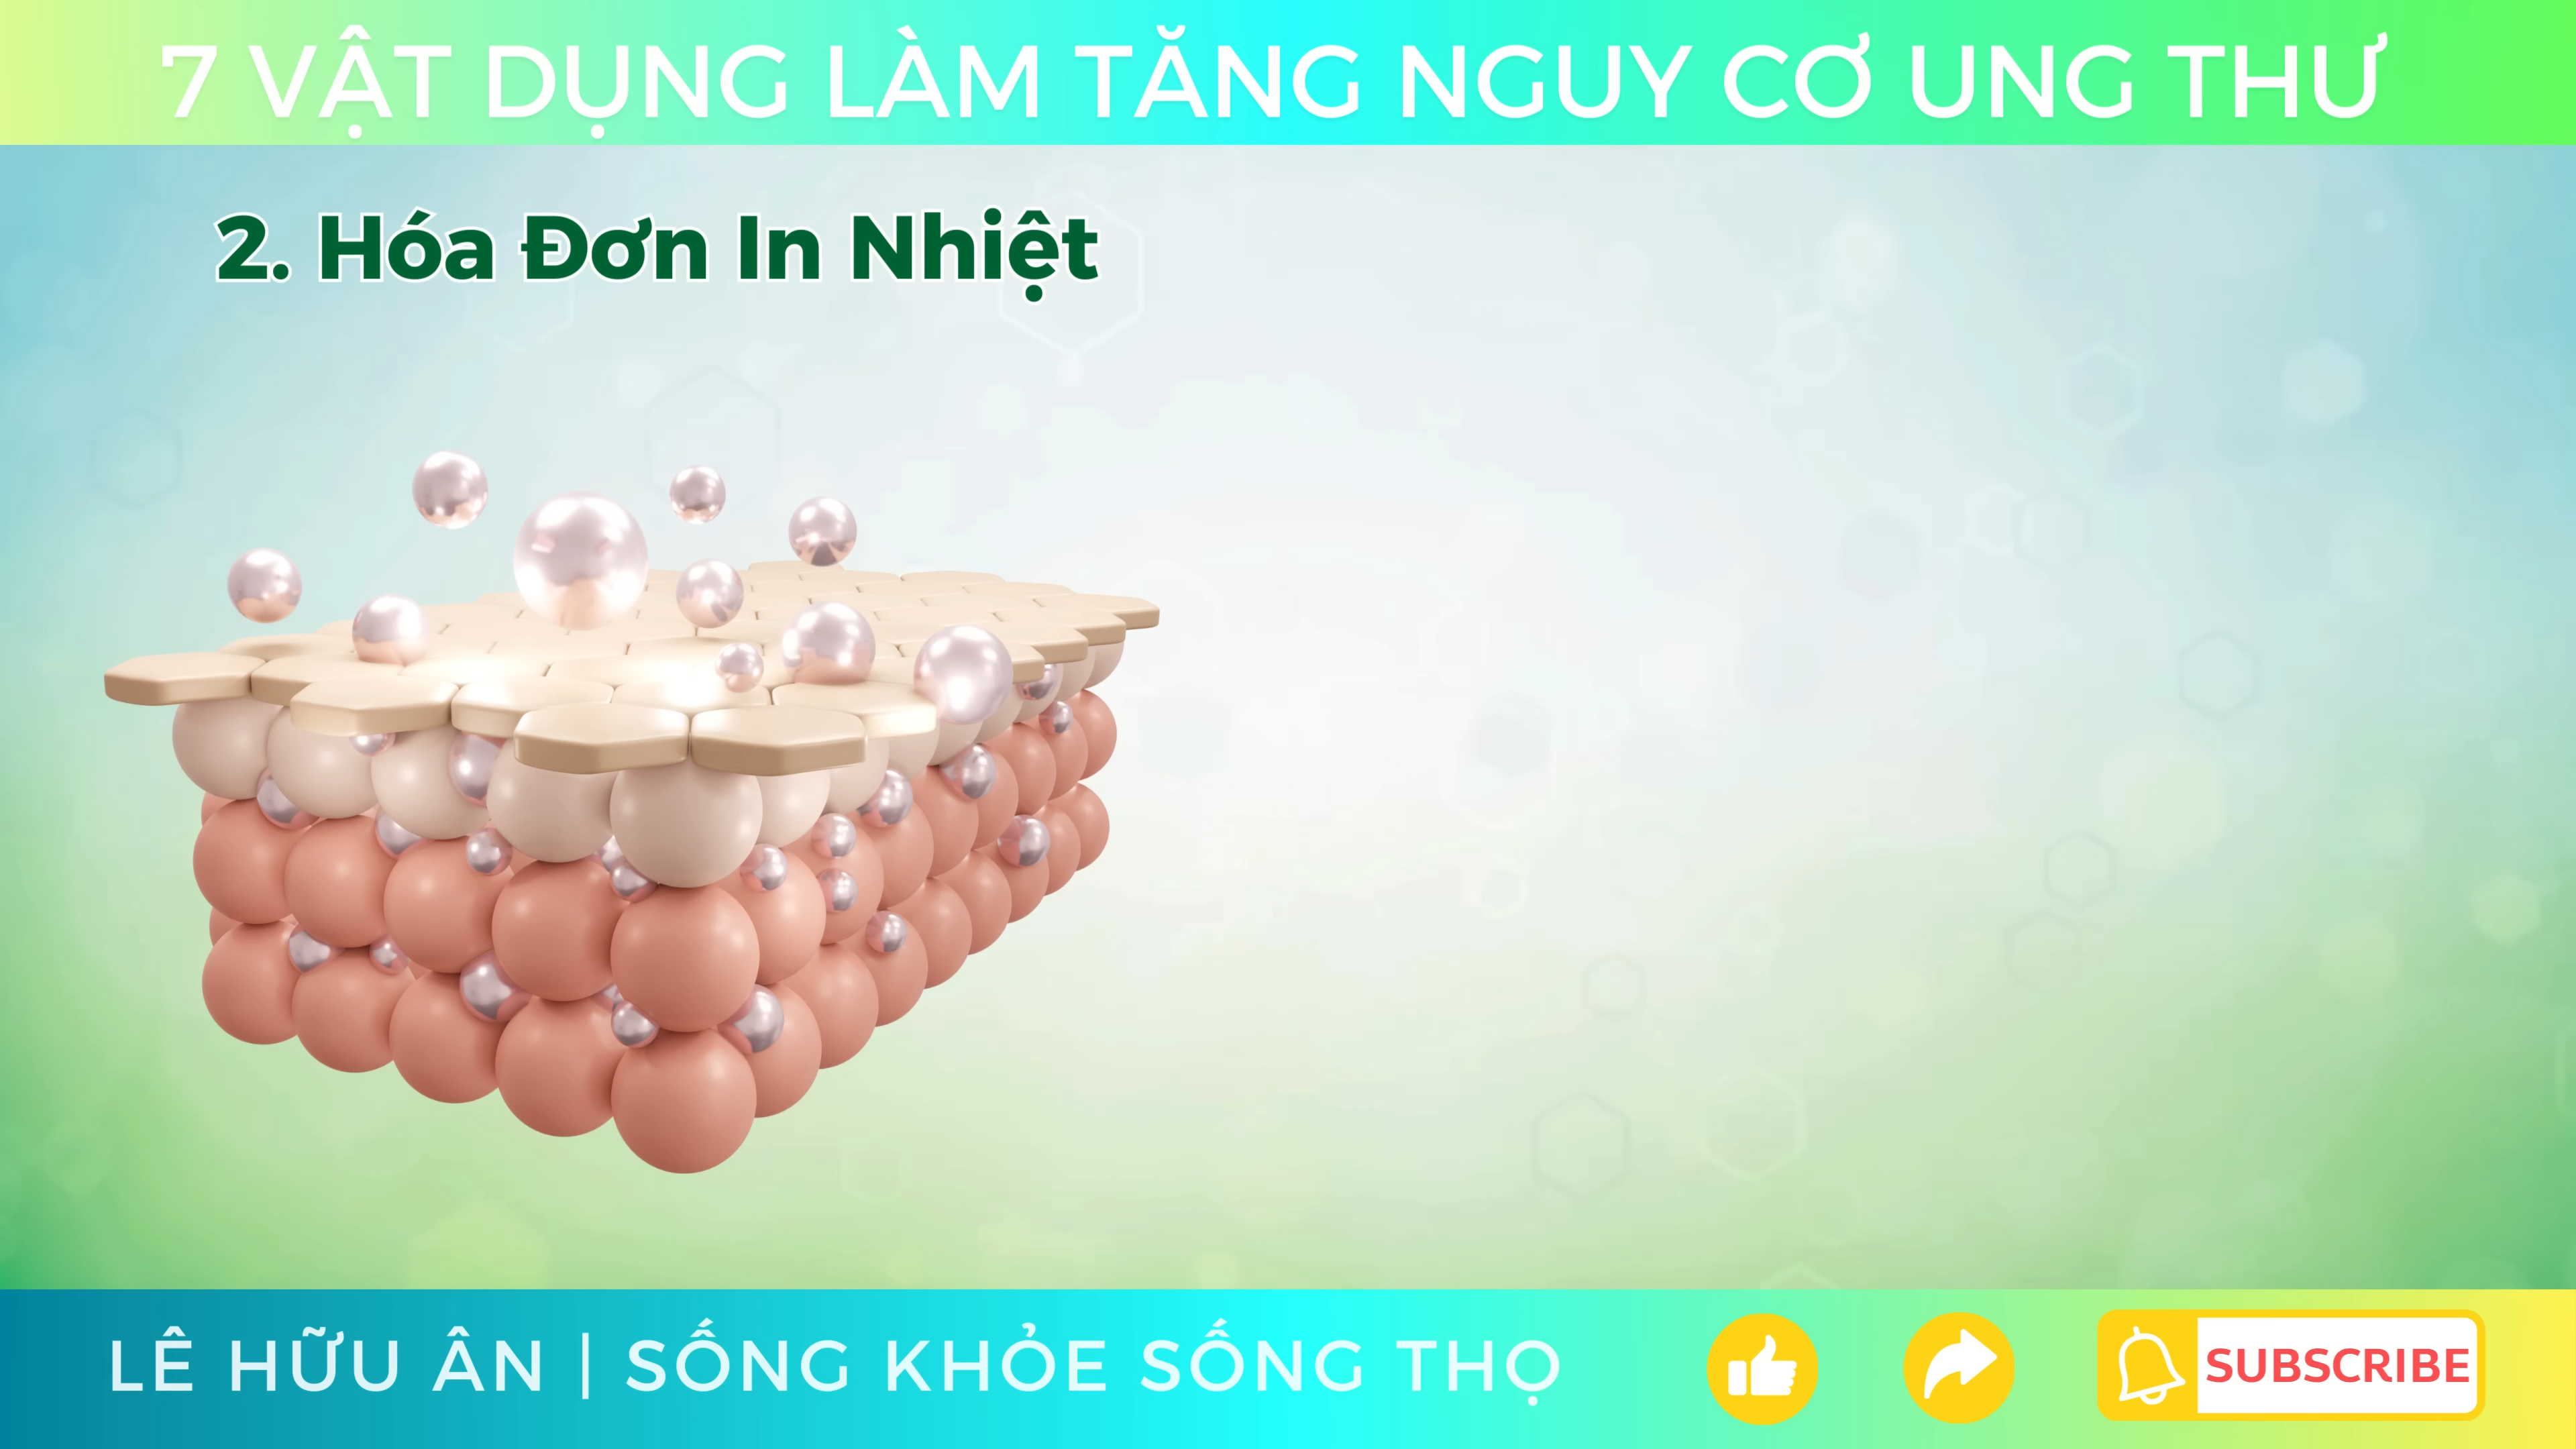 7 VẬT DỤNG LÀM TĂNG NGUY CƠ UNG THƯ
2. Hóa Đơn In Nhiệt
LÊ HỮU ÂN | SỐNG KHỎE SỐNG THỌ
SUBSCRIBE